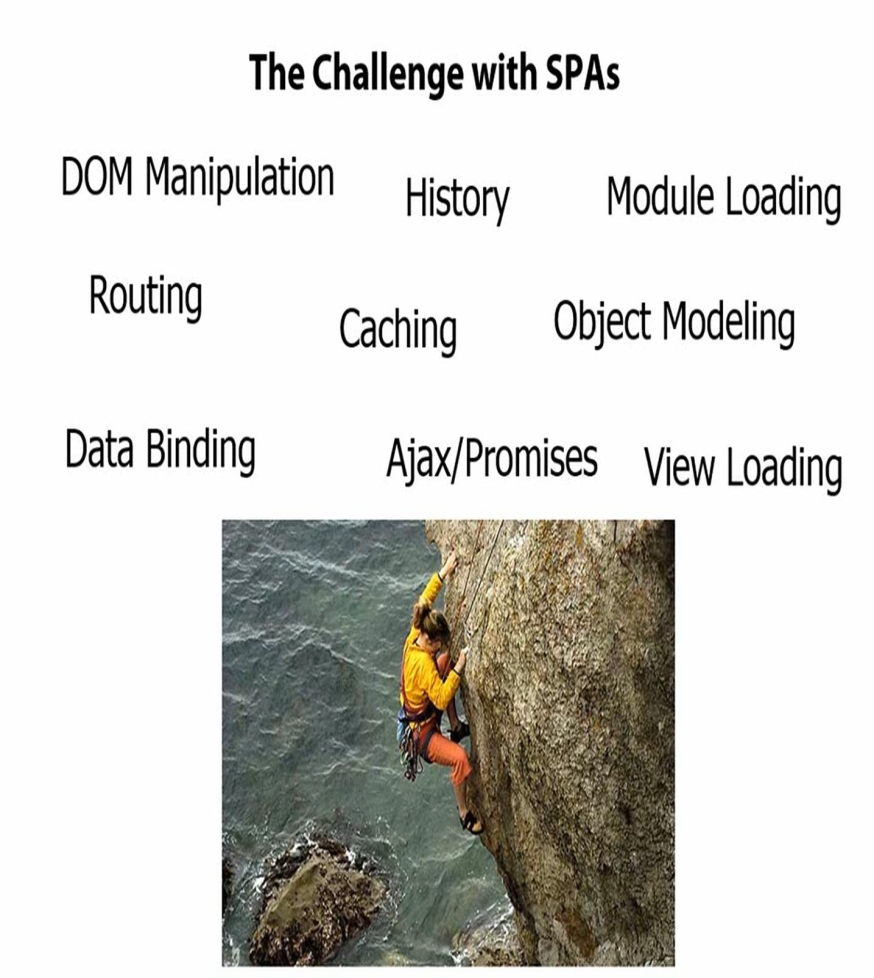 The Challenge with SPAs
DOM Manipulation
History
Module Loading
Routing
Caching
Object Modeling
Data Binding
Ajax/Promises
View Loading